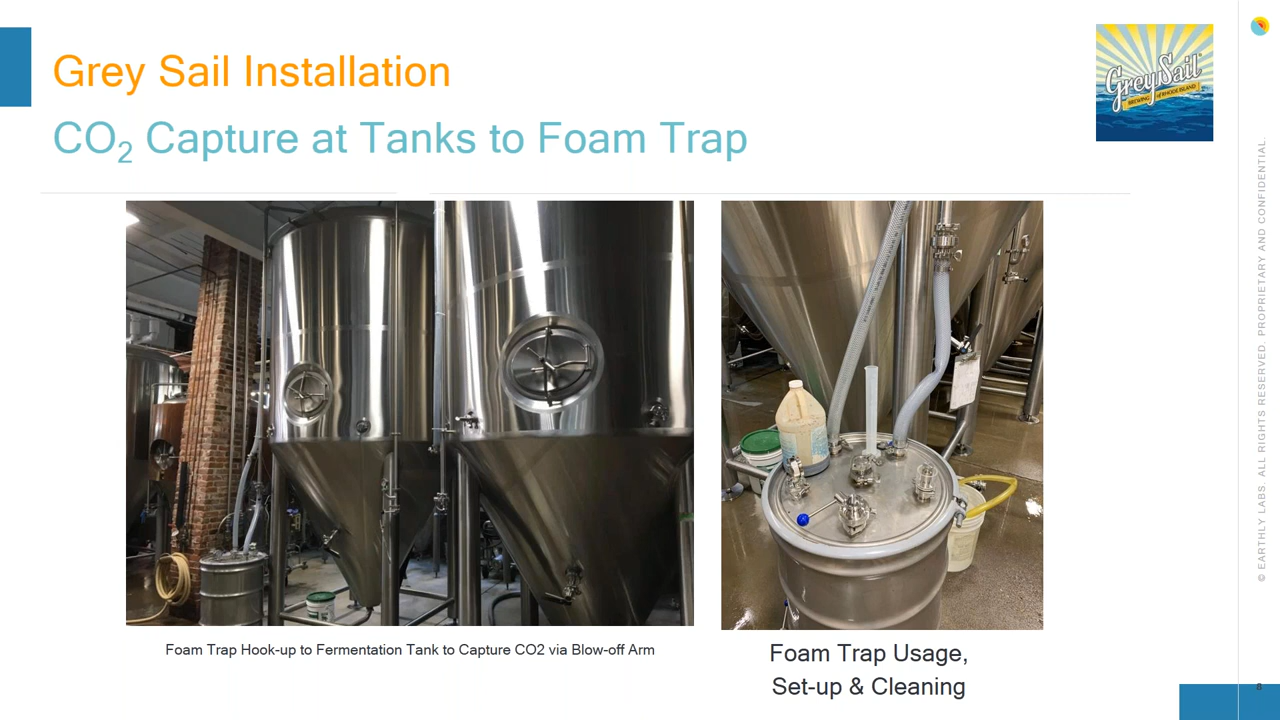 Grey Sail Installation
CO₂ Capture at Tanks to Foam Trap
Grey Sail
BREWING OF RHODE ISLAND
Foam Trap Hook-up to Fermentation Tank to Capture CO2 via Blow-off Arm
Foam Trap Usage,
Set-up & Cleaning
© EARTHLY LABS. ALL RIGHTS RESERVED. PROPRIETARY AND CONFIDENTIAL.
8